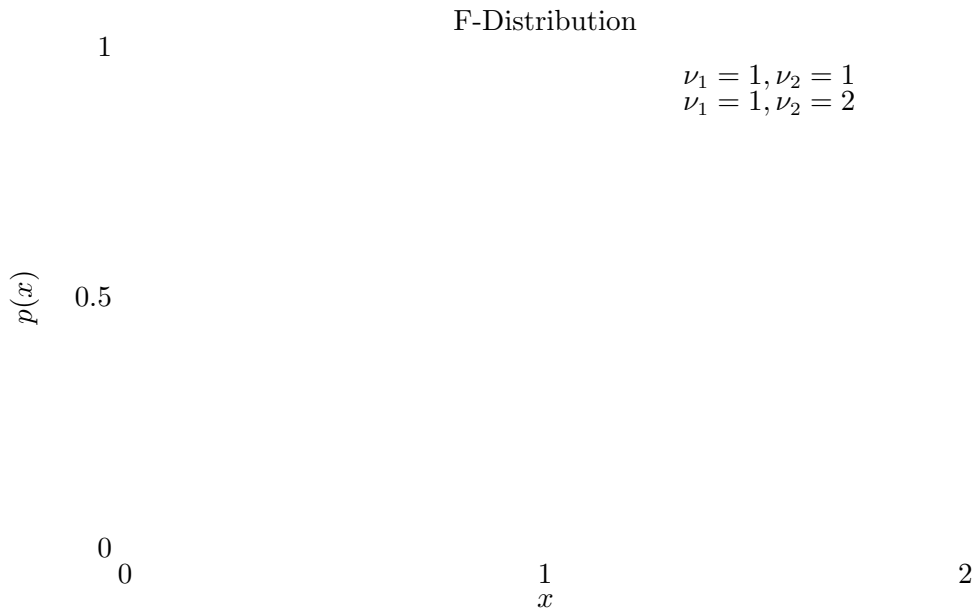 F-Distribution
1
ν₁ = 1, ν₂ = 1
ν₁ = 1, ν₂ = 2
p(x)
0.5
0
0 1 2
x